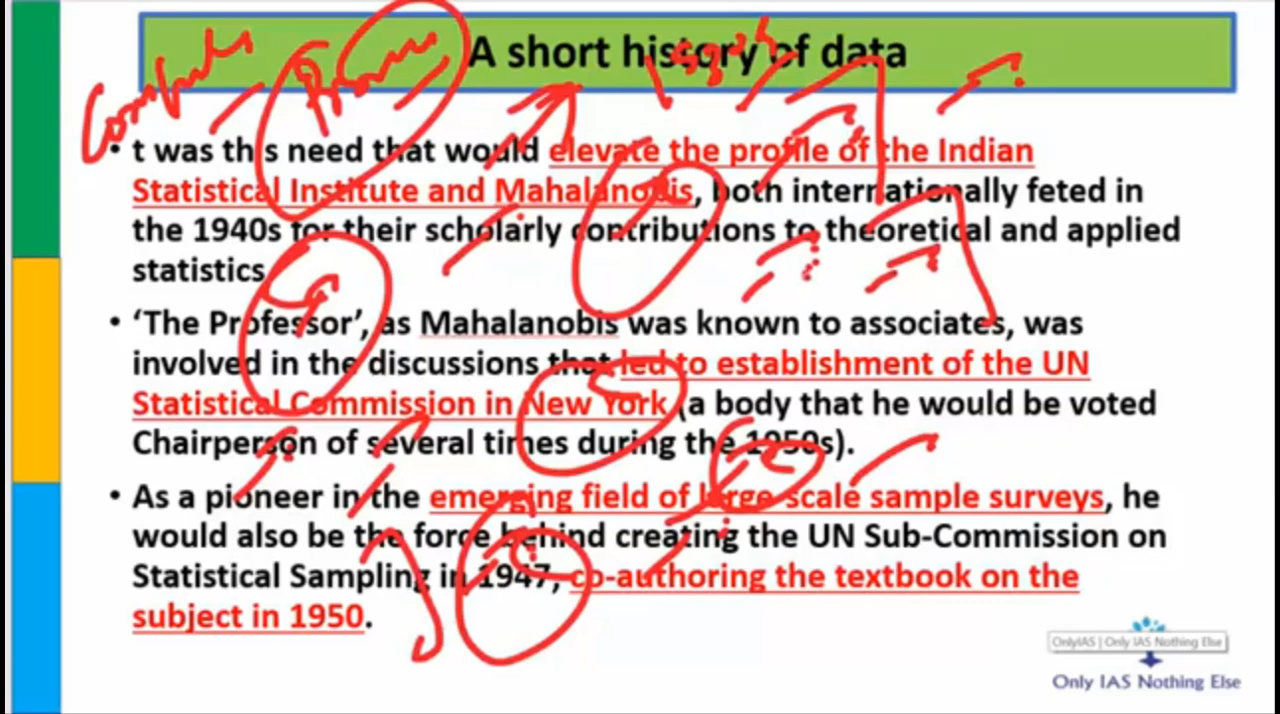 A short history of data
• t was this need that would elevate the profile of the Indian
Statistical Institute and Mahalanobis, both internationally feted in
the 1940s for their scholarly contributions to theoretical and applied
statistics
• ‘The Professor’, as Mahalanobis was known to associates, was
involved in the discussions that led to establishment of the UN
Statistical Commission in New York (a body that he would be voted
Chairperson of several times during the 1950s).
• As a pioneer in the emerging field of large-scale sample surveys, he
would also be the force behind creating the UN Sub-Commission on
Statistical Sampling in 1947, co-authoring the textbook on the
subject in 1950.
OnlyIAS | Only IAS Nothing Else
Only IAS Nothing Else